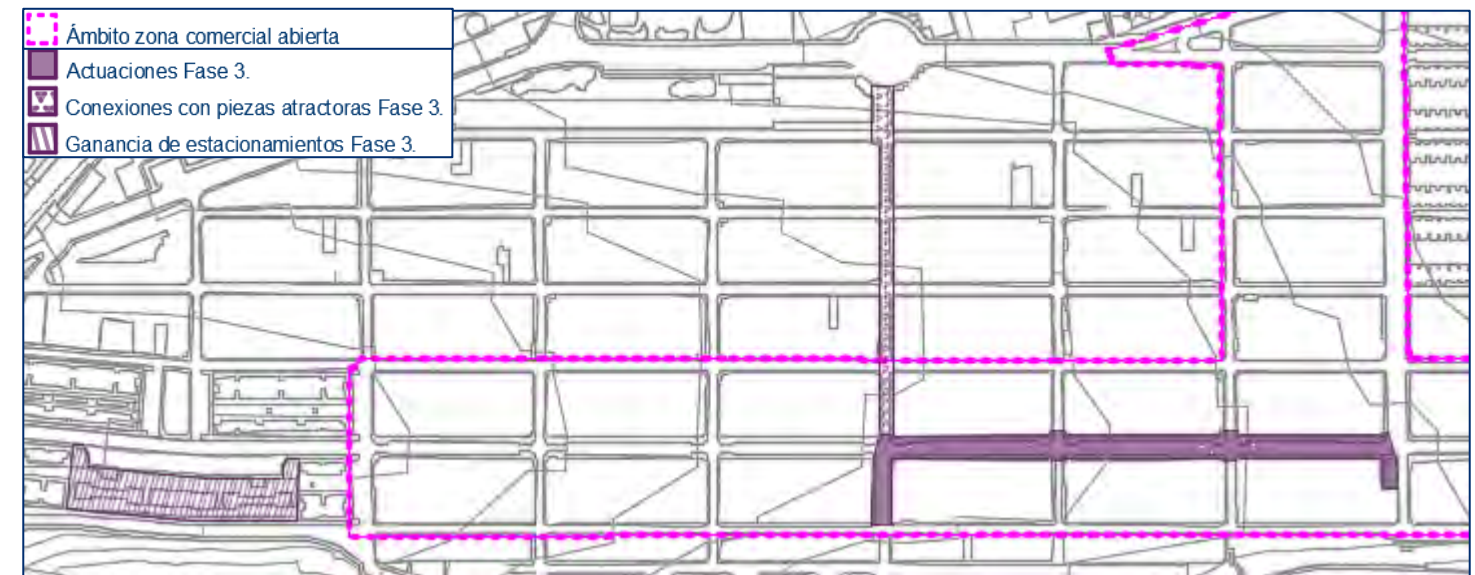 Ámbito zona comercial abierta
Actuaciones Fase 3.
Conexiones con piezas atractoras Fase 3.
Ganancia de estacionamientos Fase 3.